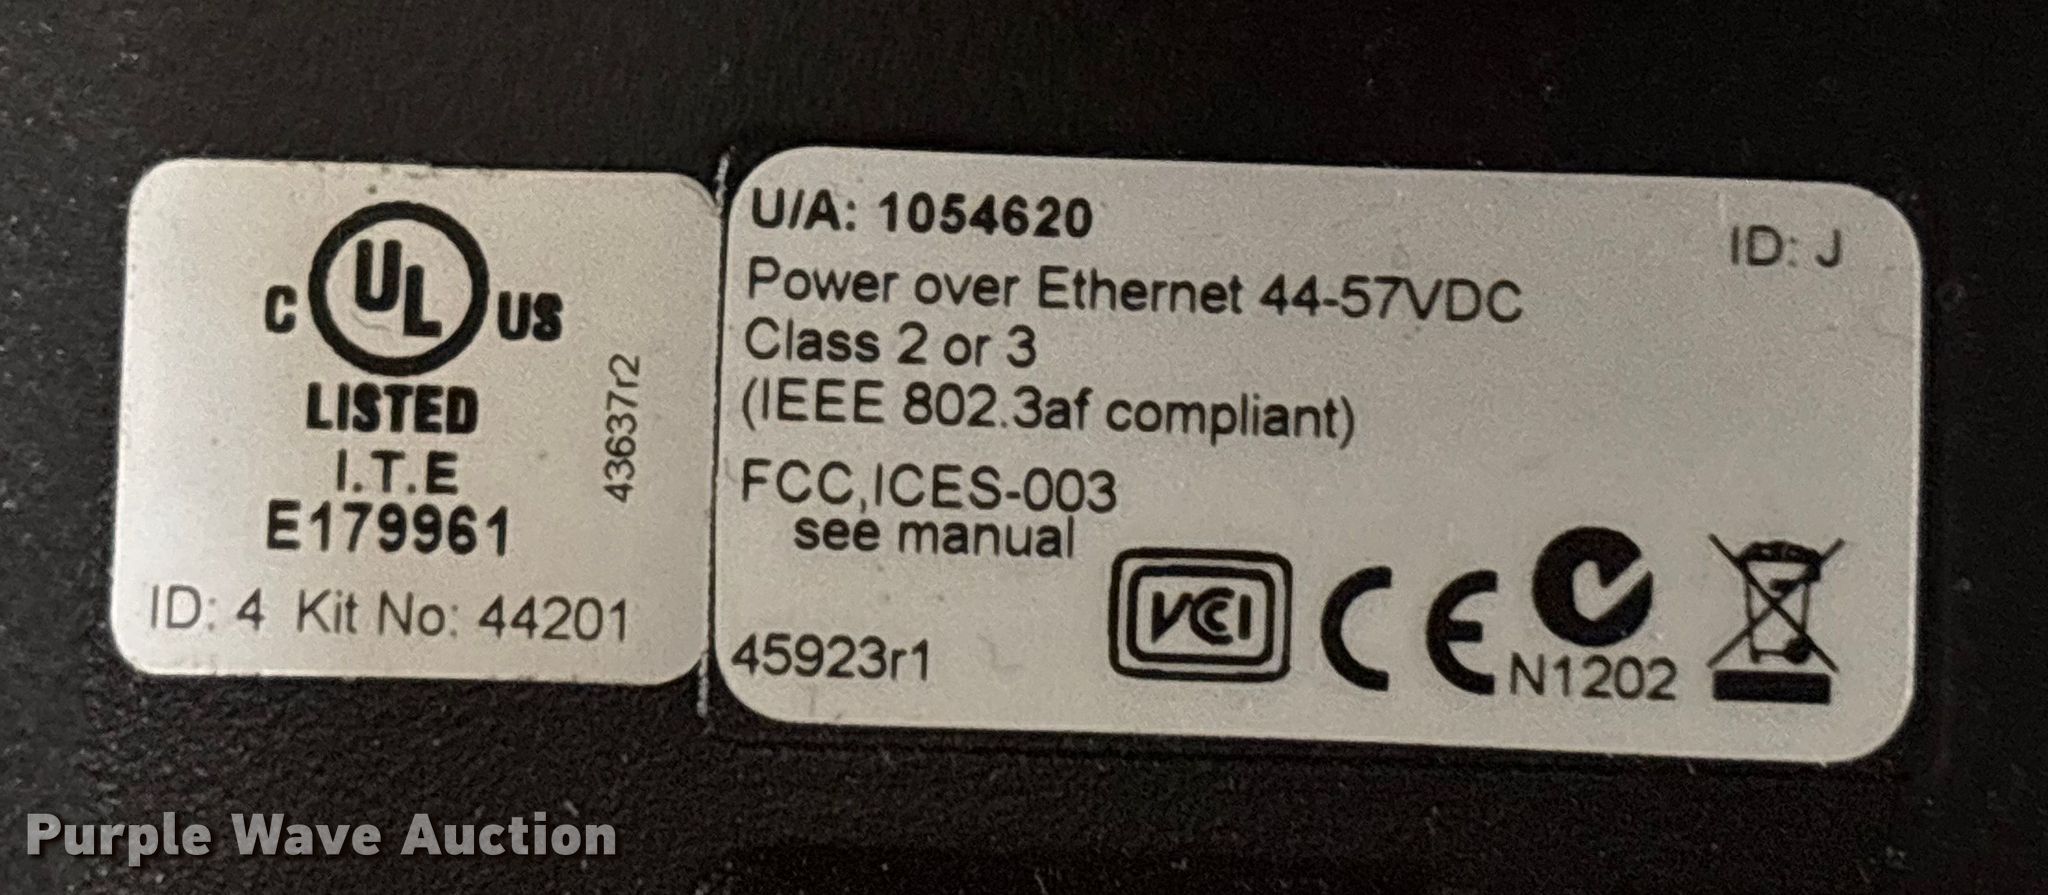 C UL US
LISTED
I.T.E
E179961
43637r2
ID: 4 Kit No: 44201
U/A: 1054620
ID: J
Power over Ethernet 44-57VDC
Class 2 or 3
(IEEE 802.3af compliant)
FCC,ICES-003
see manual
45923r1
VCCI
CE
N1202
Purple Wave Auction